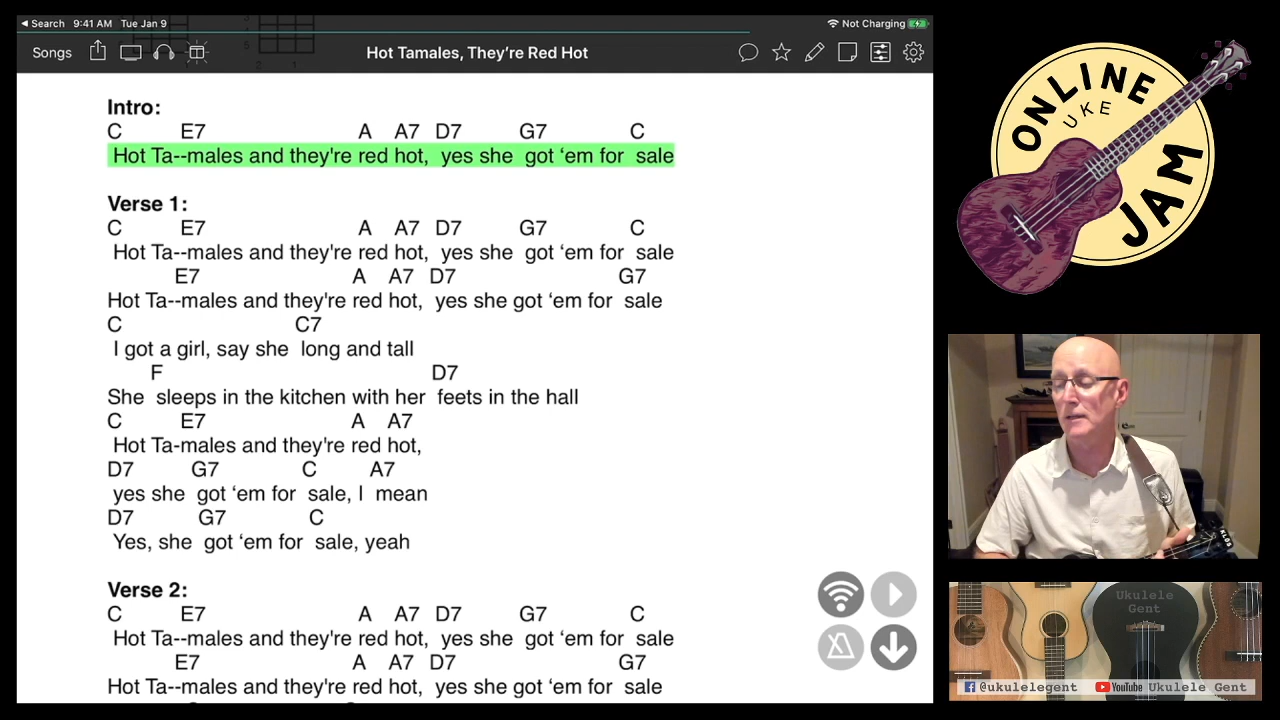 Search 9:41 AM Tue Jan 9
Not Charging
Songs
Hot Tamales, They’re Red Hot
Intro:
C E7 A A7 D7 G7 C
Hot Ta--males and they're red hot, yes she got ‘em for sale
Verse 1:
C E7 A A7 D7 G7 C
Hot Ta--males and they're red hot, yes she got ‘em for sale
E7 A A7 D7 G7
Hot Ta--males and they're red hot, yes she got ‘em for sale
C C7
I got a girl, say she long and tall
F D7
She sleeps in the kitchen with her feets in the hall
C E7 A A7
Hot Ta-males and they're red hot,
D7 G7 C A7
yes she got ‘em for sale, I mean
D7 G7 C
Yes, she got ‘em for sale, yeah
Verse 2:
C E7 A A7 D7 G7 C
Hot Ta--males and they're red hot, yes she got ‘em for sale
E7 A A7 D7 G7
Hot Ta--males and they're red hot, yes she got ‘em for sale
ONLINE
UKE
JAM
KLOS
Ukulele
Gent
@ukulelegent YouTube Ukulele Gent